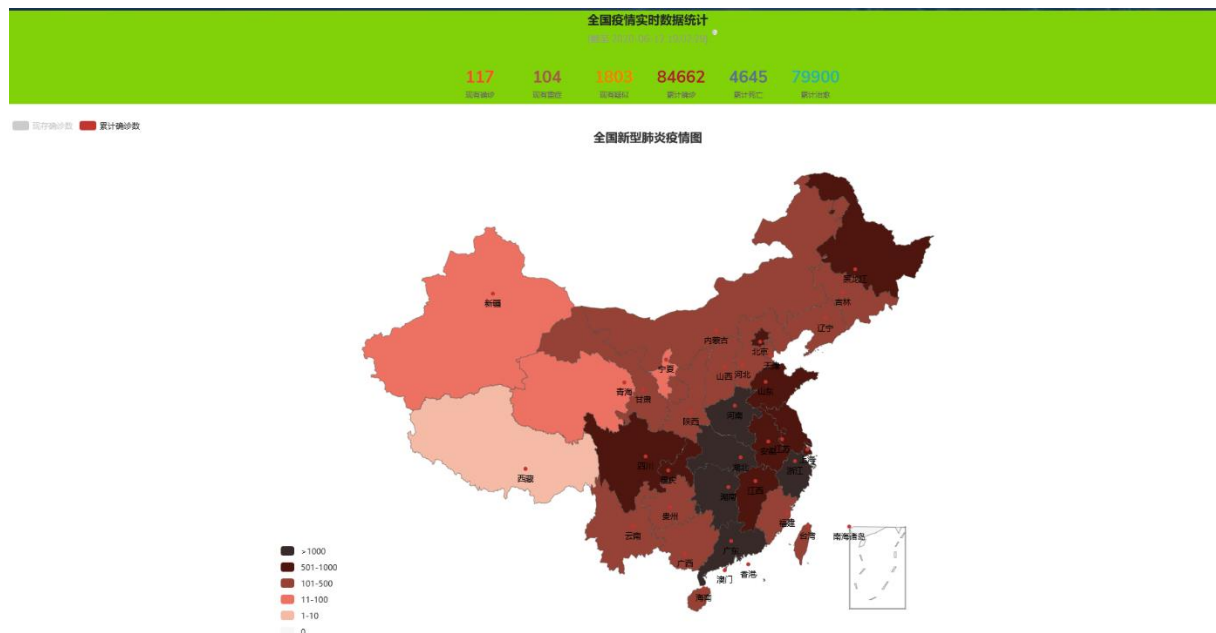 全国疫情实时数据统计
117 104 1803 84662 4645 79900
现有确诊 现有重症 现有疑似 累计确诊 累计死亡 累计治愈
现存确诊数 累计确诊数
全国新型肺炎疫情图
黑龙江
吉林
新疆
辽宁
内蒙古
北京
天津
宁夏
山西
河北
青海
山东
甘肃
河南
陕西
安徽
江苏
上海
四川
湖北
浙江
西藏
重庆
湖南
江西
贵州
福建
云南
台湾
南海诸岛
广东
广西
香港
澳门
海南
>1000
501-1000
101-500
11-100
1-10
0